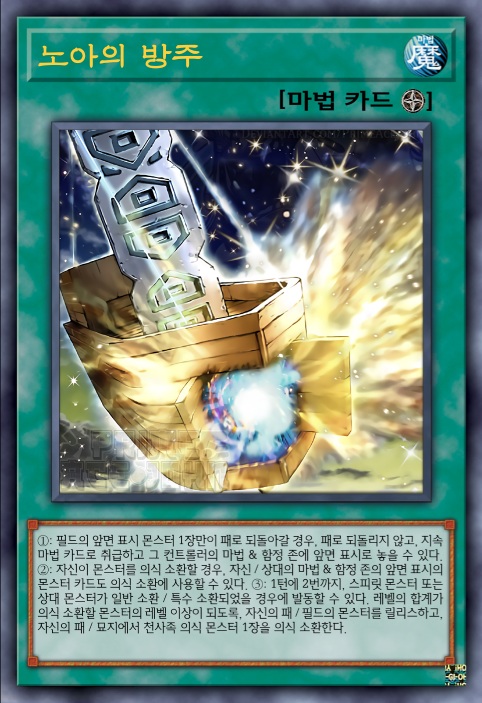 노아의 방주
마법
魔
[마법 카드 ]
①: 필드의 앞면 표시 몬스터 1장만이 패로 되돌아갈 경우, 패로 되돌리지 않고, 지속
마법 카드로 취급하고 그 컨트롤러의 마법 & 함정 존에 앞면 표시로 놓을 수 있다.
②: 자신이 몬스터를 의식 소환할 경우, 자신 / 상대의 마법 & 함정 존의 앞면 표시의
몬스터 카드도 의식 소환에 사용할 수 있다. ③: 1턴에 2번까지, 스피릿 몬스터 또는
상대 몬스터가 일반 소환 / 특수 소환되었을 경우에 발동할 수 있다. 레벨의 합계가
의식 소환할 몬스터의 레벨 이상이 되도록, 자신의 패 / 필드의 몬스터를 릴리스하고,
자신의 패 / 묘지에서 천사족 의식 몬스터 1장을 의식 소환한다.